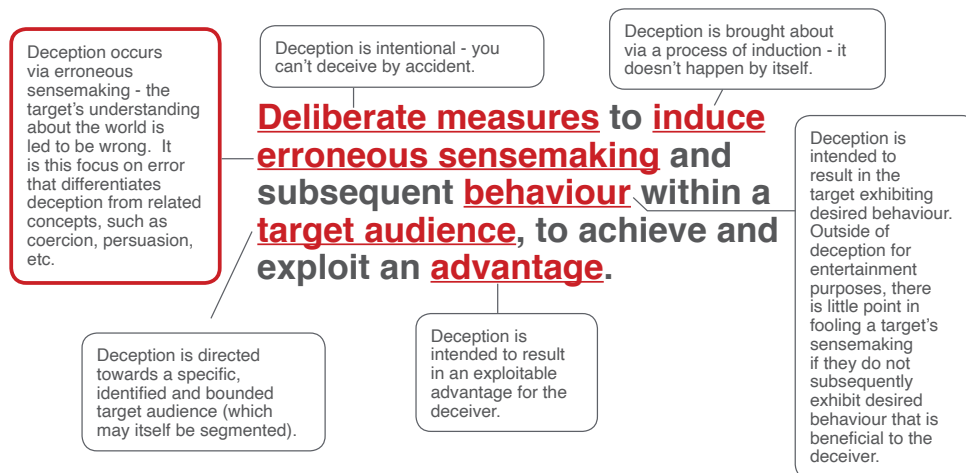 Deception occurs
via erroneous
sensemaking - the
target's understanding
about the world is
led to be wrong.  It
is this focus on error
that differentiates
deception from related
concepts, such as
coercion, persuasion,
etc.
Deception is intentional - you
can't deceive by accident.
Deception is brought about
via a process of induction - it
doesn't happen by itself.
Deliberate measures to induce
erroneous sensemaking and
subsequent behaviour within a
target audience, to achieve and
exploit an advantage.
Deception is
intended to
result in the
target exhibiting
desired behaviour.
Outside of
deception for
entertainment
purposes, there
is little point in
fooling a target's
sensemaking
if they do not
subsequently
exhibit desired
behaviour that is
beneficial to the
deceiver.
Deception is directed
towards a specific,
identified and bounded
target audience (which
may itself be segmented).
Deception is
intended to result
in an exploitable
advantage for the
deceiver.